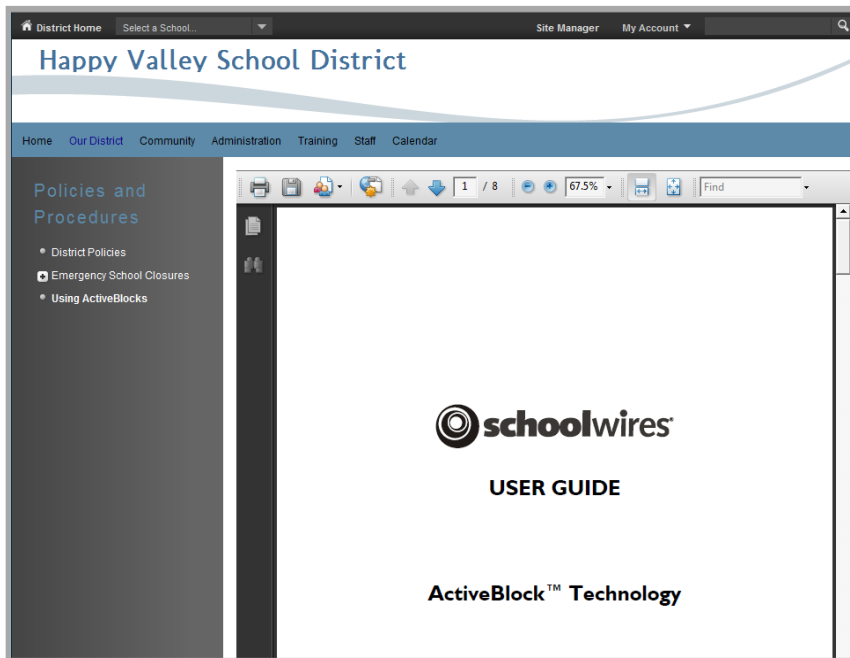 District Home Select a School... Site Manager My Account
Happy Valley School District
Home Our District Community Administration Training Staff Calendar
Policies and
Procedures
District Policies
Emergency School Closures
Using ActiveBlocks
1 / 8 67.5% Find
schoolwires
USER GUIDE
ActiveBlock™ Technology